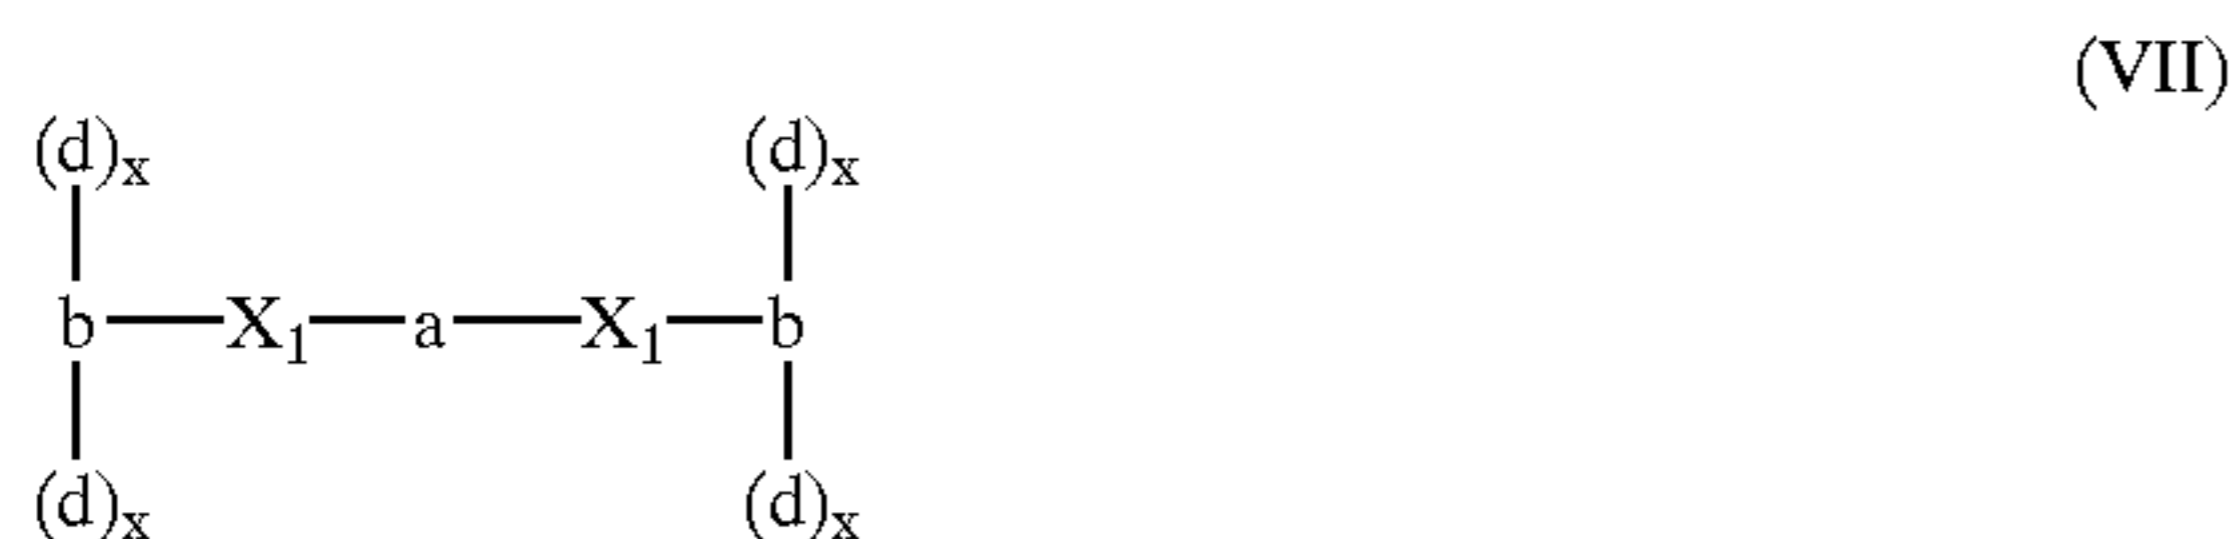 (VII)
(d)x (d)x
b—X1—a—X1—b
(d)x (d)x